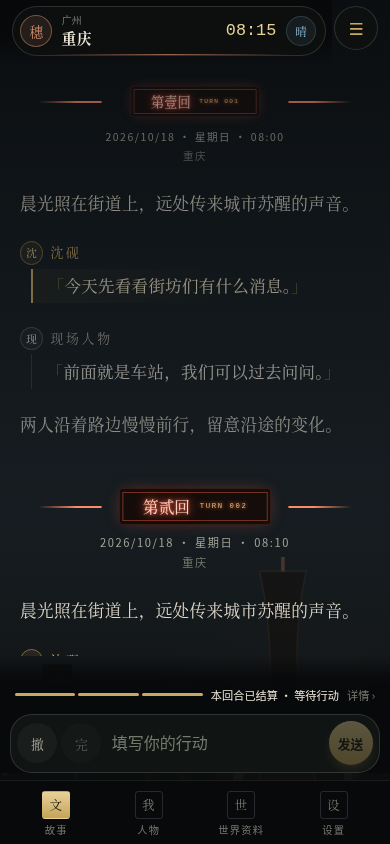 穗
广州
重庆
08:15
晴
第壹回 TURN 001
2026/10/18 · 星期日 · 08:00
重庆
晨光照在街道上，远处传来城市苏醒的声音。
沈 沈砚
「今天先看看街坊们有什么消息。」
现 现场人物
「前面就是车站，我们可以过去问问。」
两人沿着路边慢慢前行，留意沿途的变化。
第贰回 TURN 002
2026/10/18 · 星期日 · 08:10
重庆
晨光照在街道上，远处传来城市苏醒的声音。
本回合已结算 · 等待行动 详情 ›
撤 完 填写你的行动 发送
文 我 世 设
故事 人物 世界资料 设置